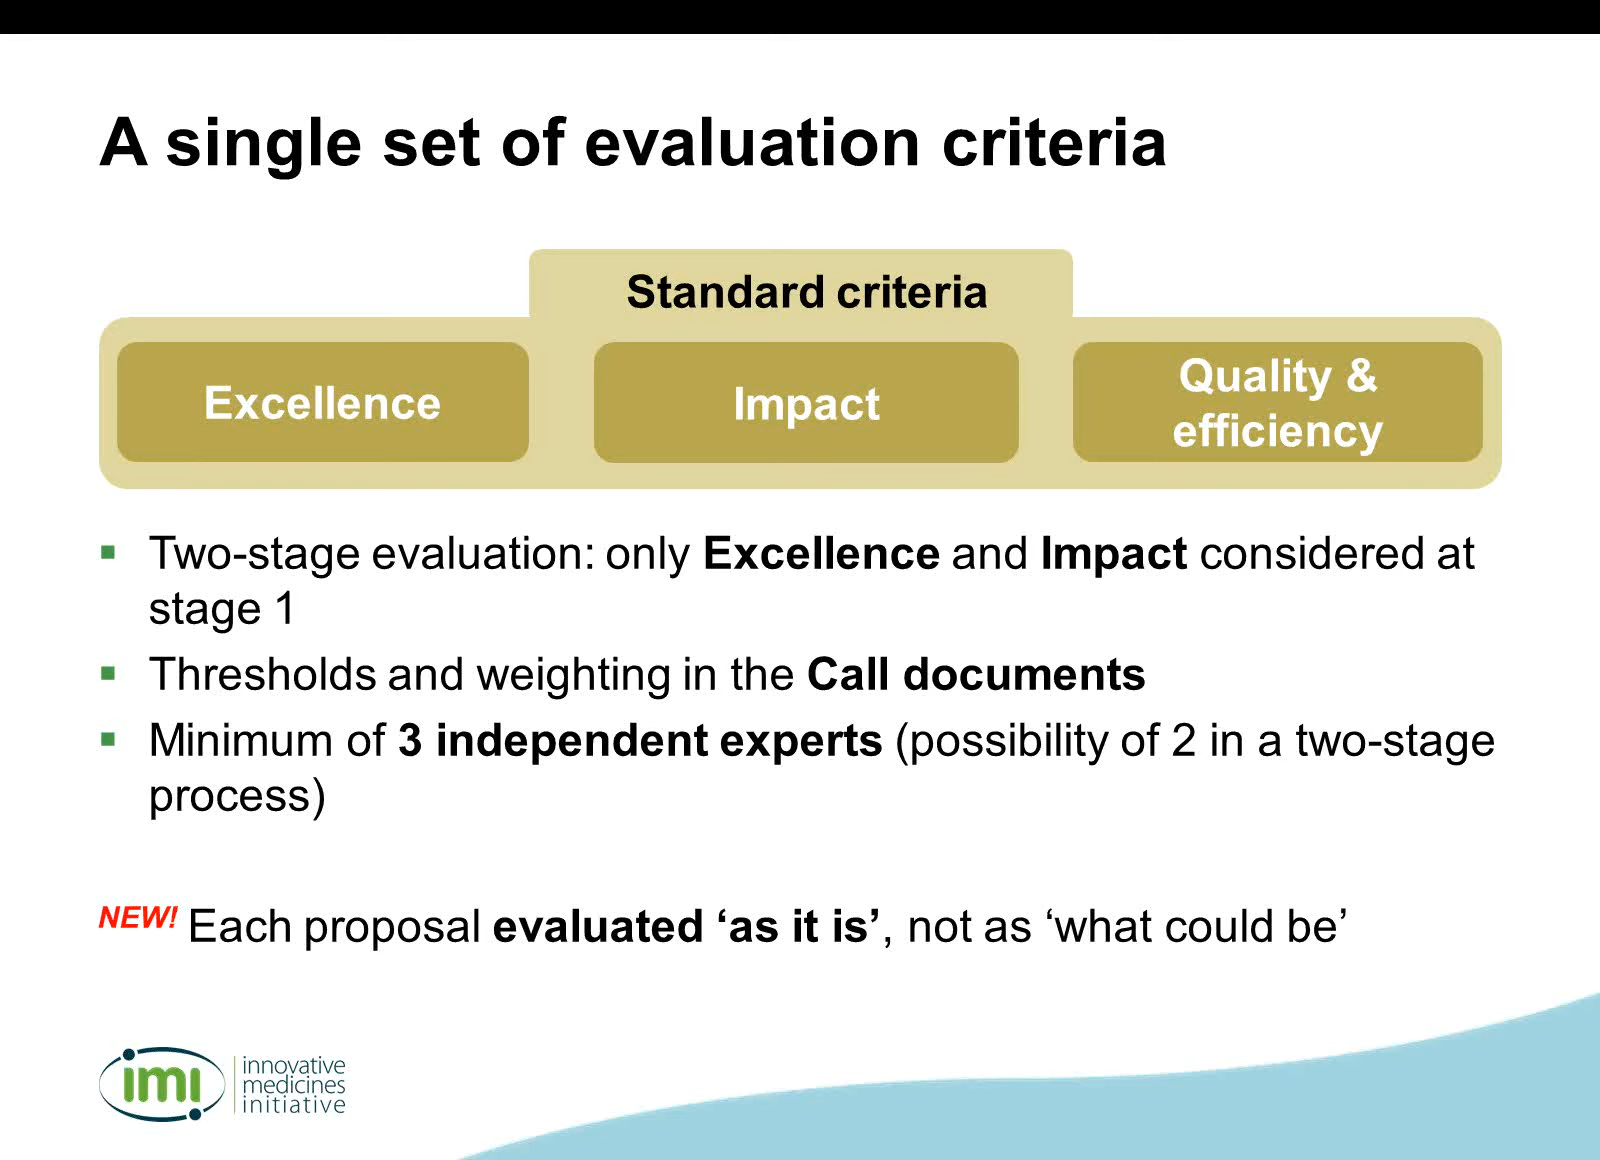 A single set of evaluation criteria
Standard criteria
Excellence
Impact
Quality &
efficiency
▪ Two-stage evaluation: only Excellence and Impact considered at
stage 1
▪ Thresholds and weighting in the Call documents
▪ Minimum of 3 independent experts (possibility of 2 in a two-stage
process)
NEW! Each proposal evaluated ‘as it is’, not as ‘what could be’
imi
innovative
medicines
initiative